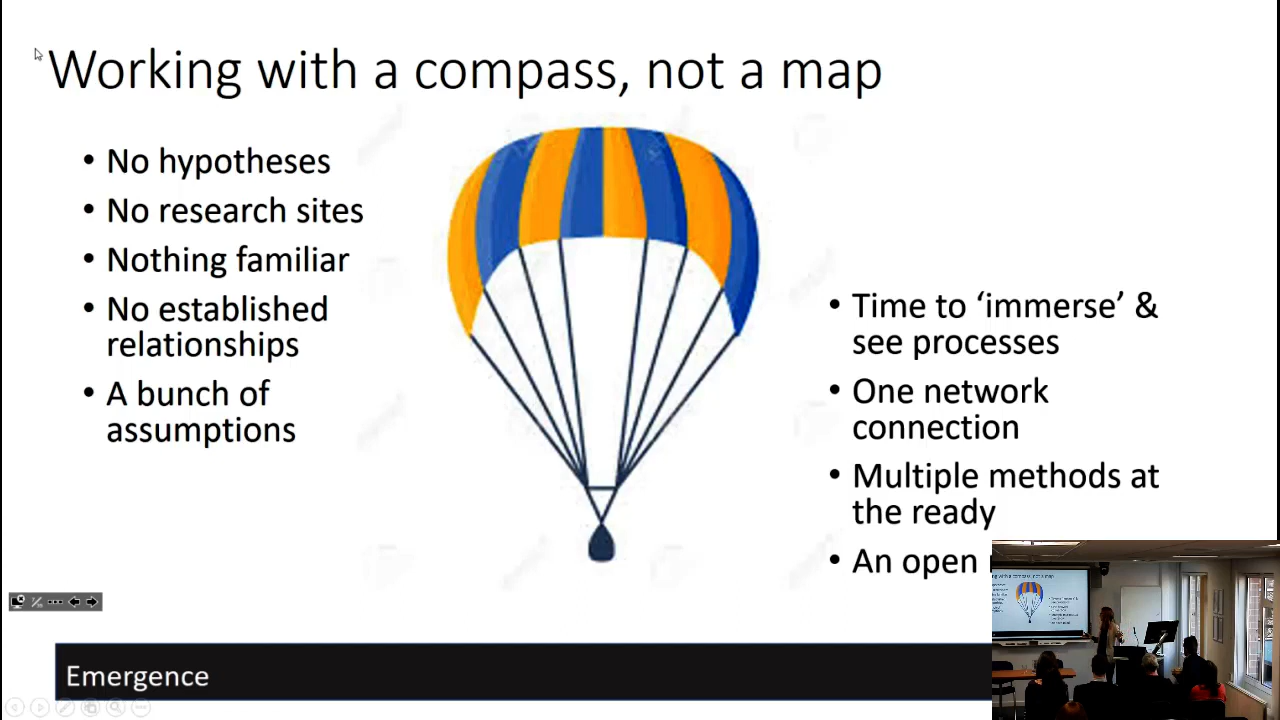 Working with a compass, not a map
• No hypotheses
• No research sites
• Nothing familiar
• No established
relationships
• A bunch of
assumptions
• Time to ‘immerse’ &
see processes
• One network
connection
• Multiple methods at
the ready
• An open
Emergence